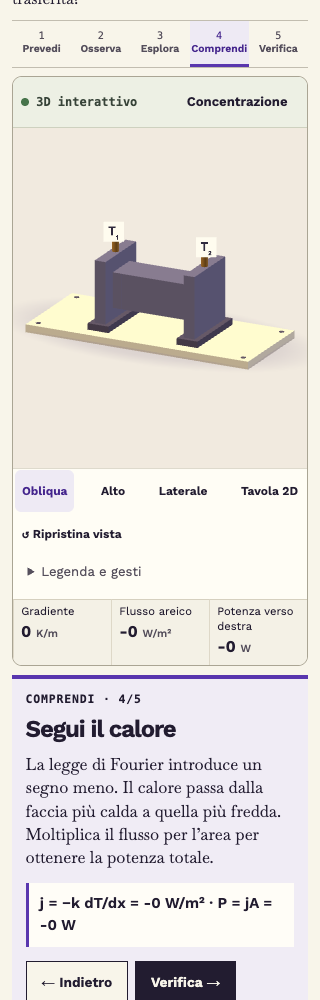 1 2 3 4 5
Prevedi Osserva Esplora Comprendi Verifica
3D interattivo Concentrazione
T₁
T₂
Obliqua Alto Laterale Tavola 2D
↺ Ripristina vista
▶ Legenda e gesti
Gradiente Flusso areico Potenza verso
destra
0 K/m -0 W/m²
-0 W
COMPRENDI · 4/5
Segui il calore
La legge di Fourier introduce un
segno meno. Il calore passa dalla
faccia più calda a quella più fredda.
Moltiplica il flusso per l’area per
ottenere la potenza totale.
j = −k dT/dx = -0 W/m² · P = jA =
-0 W
← Indietro Verifica →